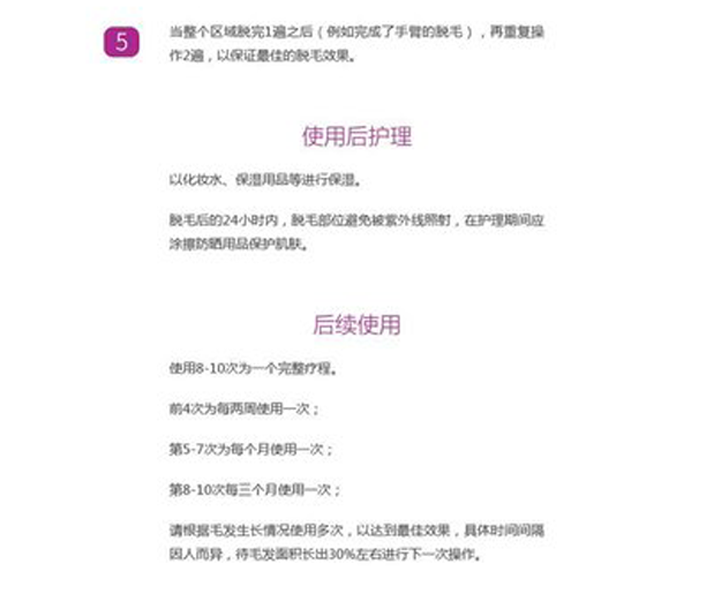 5
当整个区域脱完1遍之后（例如完成了手臂的脱毛），再重复操
作2遍，以保证最佳的脱毛效果。
使用后护理
以化妆水、保湿用品等进行保湿。
脱毛后的24小时内，脱毛部位避免被紫外线照射，在护理期间应
涂擦防晒用品保护肌肤。
后续使用
使用8-10次为一个完整疗程。
前4次为每两周使用一次；
第5-7次为每个月使用一次；
第8-10次每三个月使用一次；
请根据毛发生长情况使用多次，以达到最佳效果，具体时间间隔
因人而异，待毛发面积长出30%左右进行下一次操作。